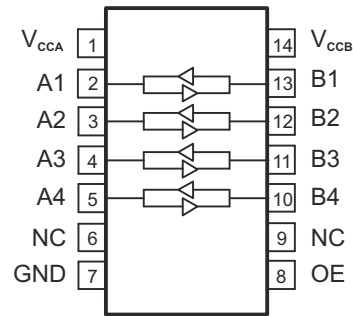 VCCA 1 14 VCCB
A1 2 13 B1
A2 3 12 B2
A3 4 11 B3
A4 5 10 B4
NC 6 9 NC
GND 7 8 OE